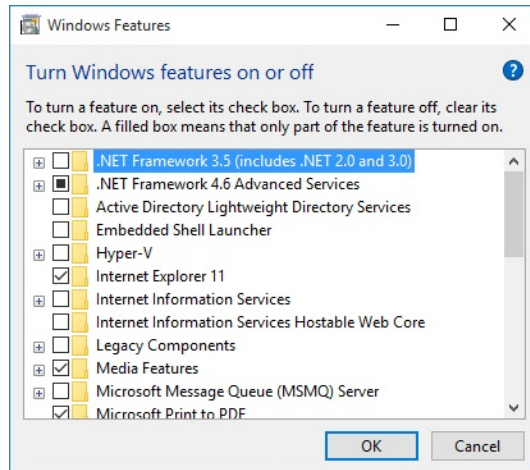 Windows Features
Turn Windows features on or off
To turn a feature on, select its check box. To turn a feature off, clear its
check box. A filled box means that only part of the feature is turned on.
.NET Framework 3.5 (includes .NET 2.0 and 3.0)
.NET Framework 4.6 Advanced Services
Active Directory Lightweight Directory Services
Embedded Shell Launcher
Hyper-V
Internet Explorer 11
Internet Information Services
Internet Information Services Hostable Web Core
Legacy Components
Media Features
Microsoft Message Queue (MSMQ) Server
Microsoft Print to PDF
OK Cancel